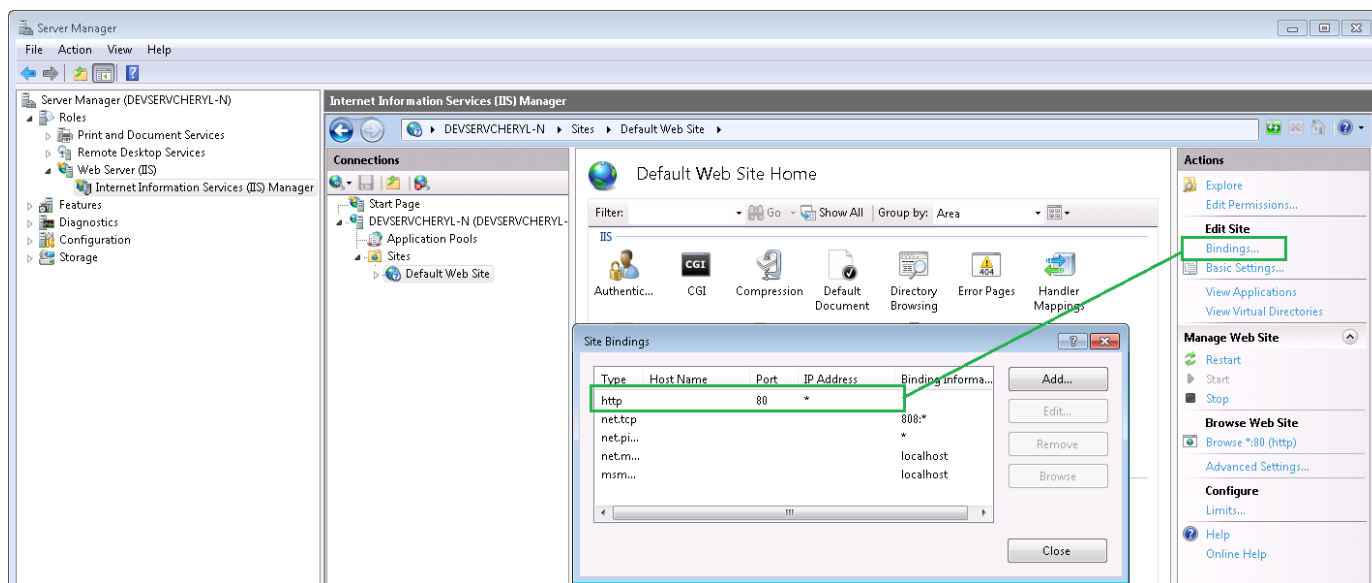 Server Manager
File Action View Help
Server Manager (DEVSERVCHERYL-N)
Roles
Print and Document Services
Remote Desktop Services
Web Server (IIS)
Internet Information Services (IIS) Manager
Features
Diagnostics
Configuration
Storage
Internet Information Services (IIS) Manager
DEVSERVCHERYL-N Sites Default Web Site
Connections
Start Page
DEVSERVCHERYL-N (DEVSERVCHERYL-
Application Pools
Sites
Default Web Site
Default Web Site Home
Filter: Go Show All Group by: Area
IIS
CGI
404
Authentic... CGI Compression Default Document Directory Browsing Error Pages Handler Mappings
Site Bindings
Type Host Name Port IP Address Binding Informa...
http 80 *
net.tcp 808:*
net.pi... *
net.m... localhost
msm... localhost
Add...
Edit...
Remove
Browse
Close
Actions
Explore
Edit Permissions...
Edit Site
Bindings...
Basic Settings...
View Applications
View Virtual Directories
Manage Web Site
Restart
Start
Stop
Browse Web Site
Browse *:80 (http)
Advanced Settings...
Configure
Limits...
Help
Online Help